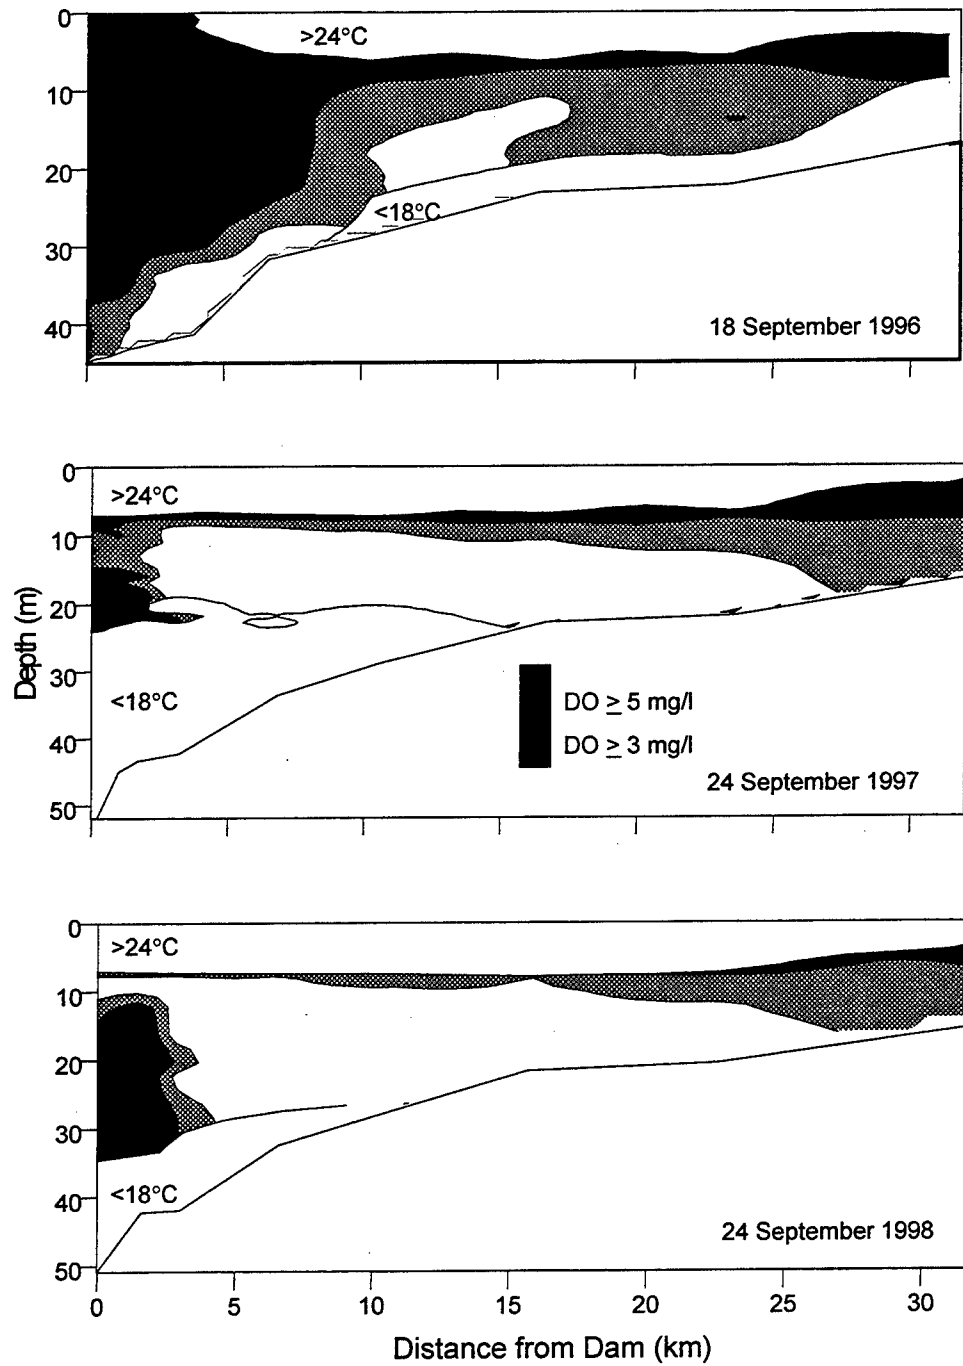 0
10
20
30
40
>24°C
<18°C
18 September 1996
Depth (m)
0
10
20
30
40
50
>24°C
<18°C
DO ≥ 5 mg/l
DO ≥ 3 mg/l
24 September 1997
0
10
20
30
40
50
>24°C
<18°C
24 September 1998
0 5 10 15 20 25 30
Distance from Dam (km)